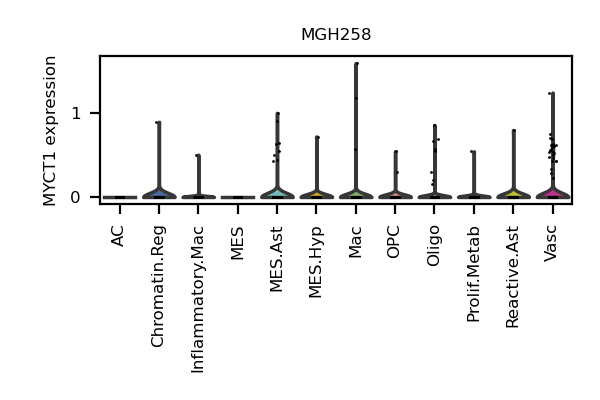 MGH258
MYCT1 expression
1
0
AC
Chromatin.Reg
Inflammatory.Mac
MES
MES.Ast
MES.Hyp
Mac
OPC
Oligo
Prolif.Metab
Reactive.Ast
Vasc